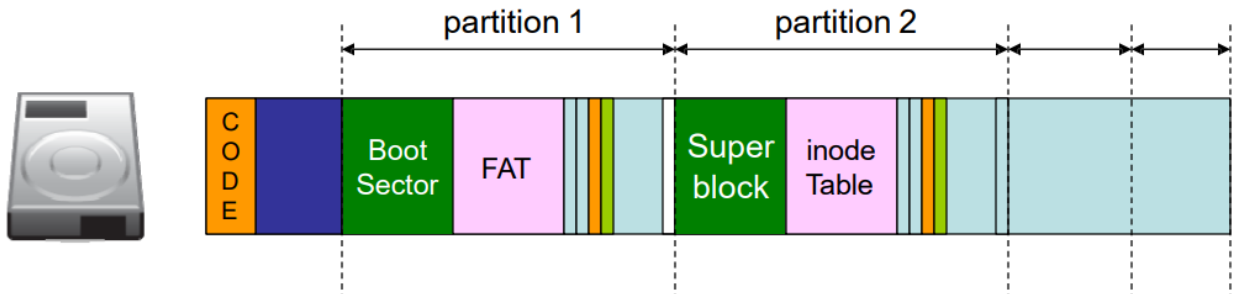 partition 1
partition 2
C
O
D
E
Boot
Sector
FAT
Super
block
inode
Table